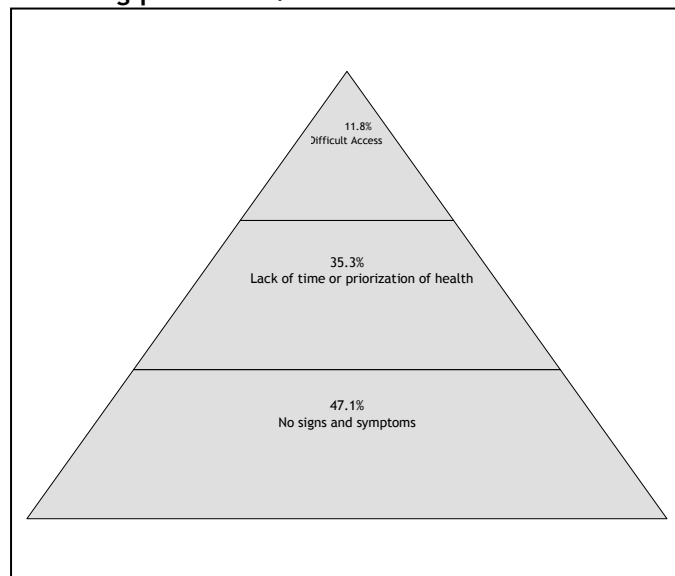 11.8%
Difficult Access
35.3%
Lack of time or priorization of health
47.1%
No signs and symptoms